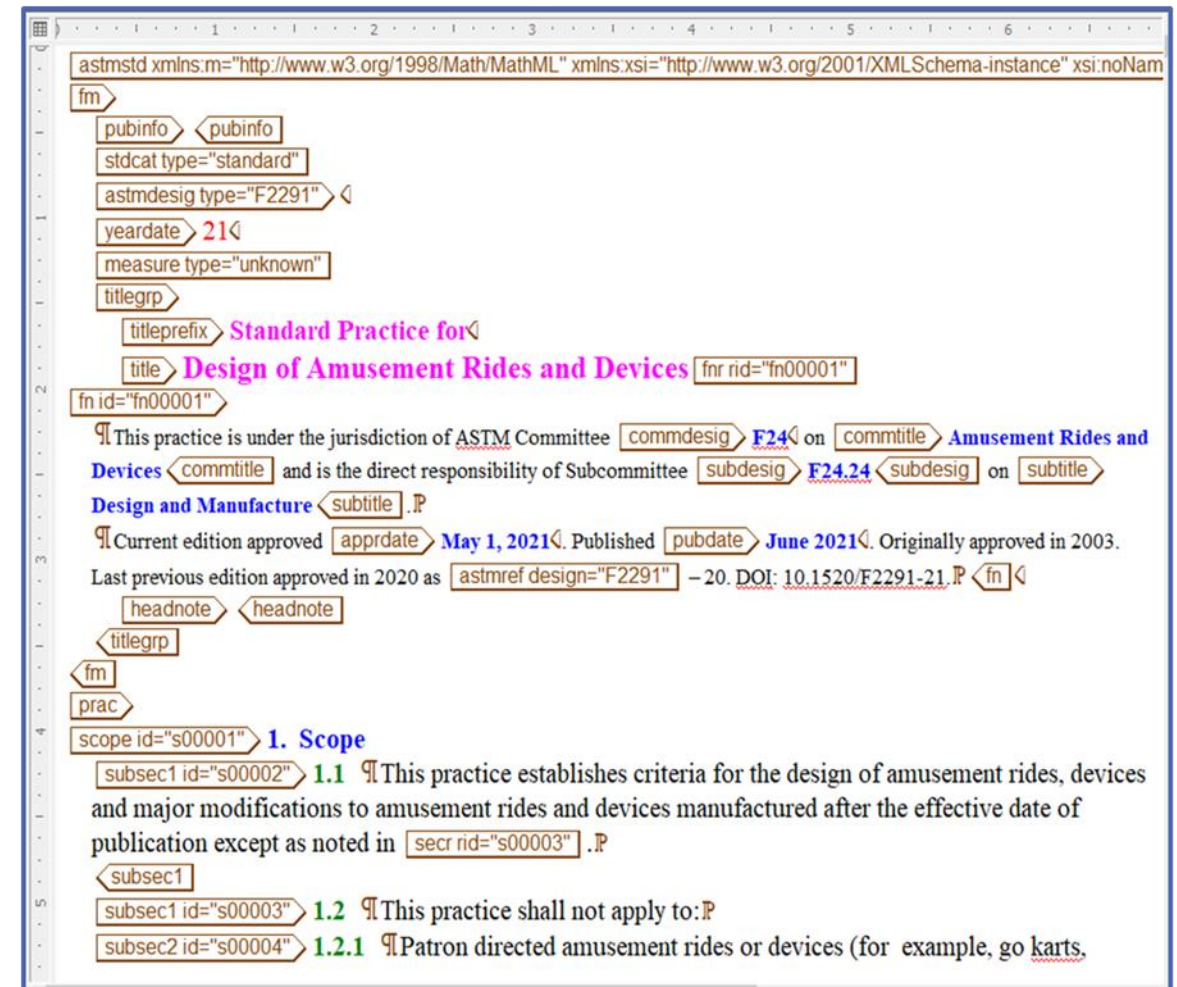 1 2 3 4 5 6
astmstd xmlns:m="http://www.w3.org/1998/Math/MathML" xmlns:xsi="http://www.w3.org/2001/XMLSchema-instance" xsi:noNam
fm
pubinfo pubinfo
stdcat type="standard"
astmdesig type="F2291"
yeardate 21
measure type="unknown"
titlegrp
titleprefix Standard Practice for
title Design of Amusement Rides and Devices fnr rid="fn00001"
fn id="fn00001"
¶This practice is under the jurisdiction of ASTM Committee commdesig F24 on commtitle Amusement Rides and
Devices commtitle and is the direct responsibility of Subcommittee subdesig F24.24 subdesig on subtitle
Design and Manufacture subtitle .
¶Current edition approved apprdate May 1, 2021. Published pubdate June 2021. Originally approved in 2003.
Last previous edition approved in 2020 as astmref design="F2291" – 20. DOI: 10.1520/F2291-21. fn
headnote headnote
titlegrp
fm
prac
scope id="s00001" 1. Scope
subsec1 id="s00002" 1.1 ¶This practice establishes criteria for the design of amusement rides, devices
and major modifications to amusement rides and devices manufactured after the effective date of
publication except as noted in secr rid="s00003" .
subsec1
subsec1 id="s00003" 1.2 ¶This practice shall not apply to:
subsec2 id="s00004" 1.2.1 ¶Patron directed amusement rides or devices (for example, go karts,
1
2
3
4
5